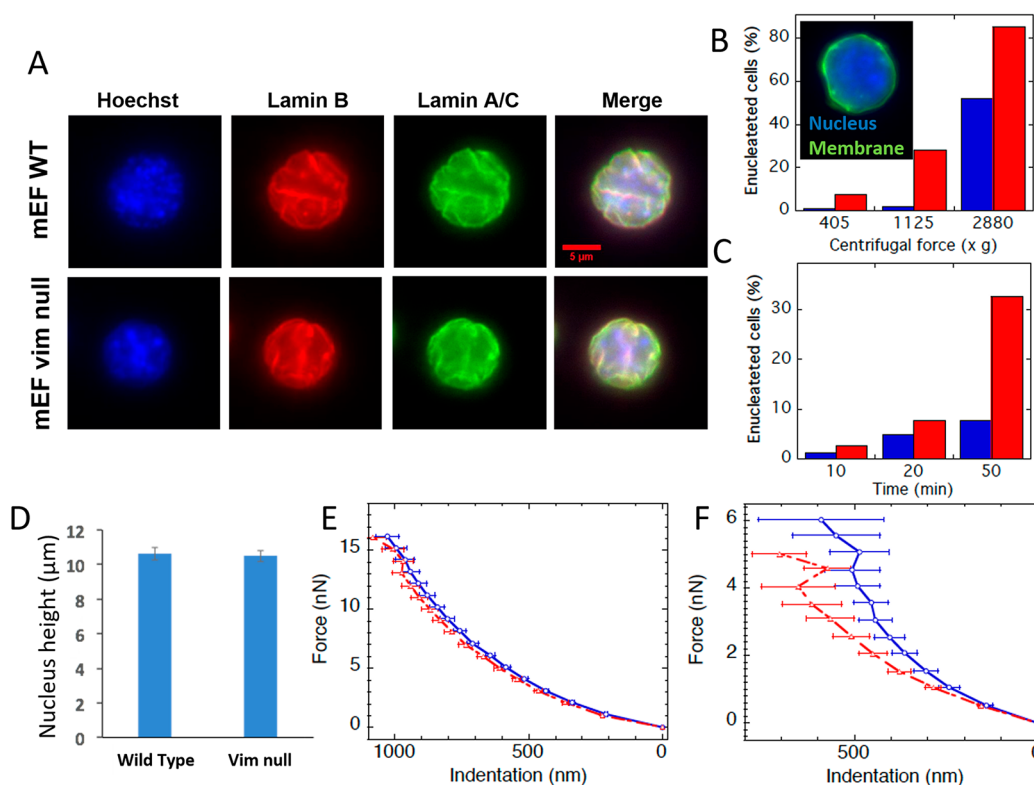 A
Hoechst
Lamin B
Lamin A/C
Merge
mEF WT
5 µm
mEF vim null
B
Enucleateted cells (%)
80
60
40
20
0
Nucleus
Membrane
405
1125
2880
Centrifugal force (x g)
C
Enucleateted cells (%)
30
20
10
0
10
20
50
Time (min)
D
Nucleus height (µm)
12
10
8
6
4
2
0
Wild Type
Vim null
E
Force (nN)
15
10
5
0
1000
500
0
Indentation (nm)
F
Force (nN)
6
4
2
0
500
0
Indentation (nm)